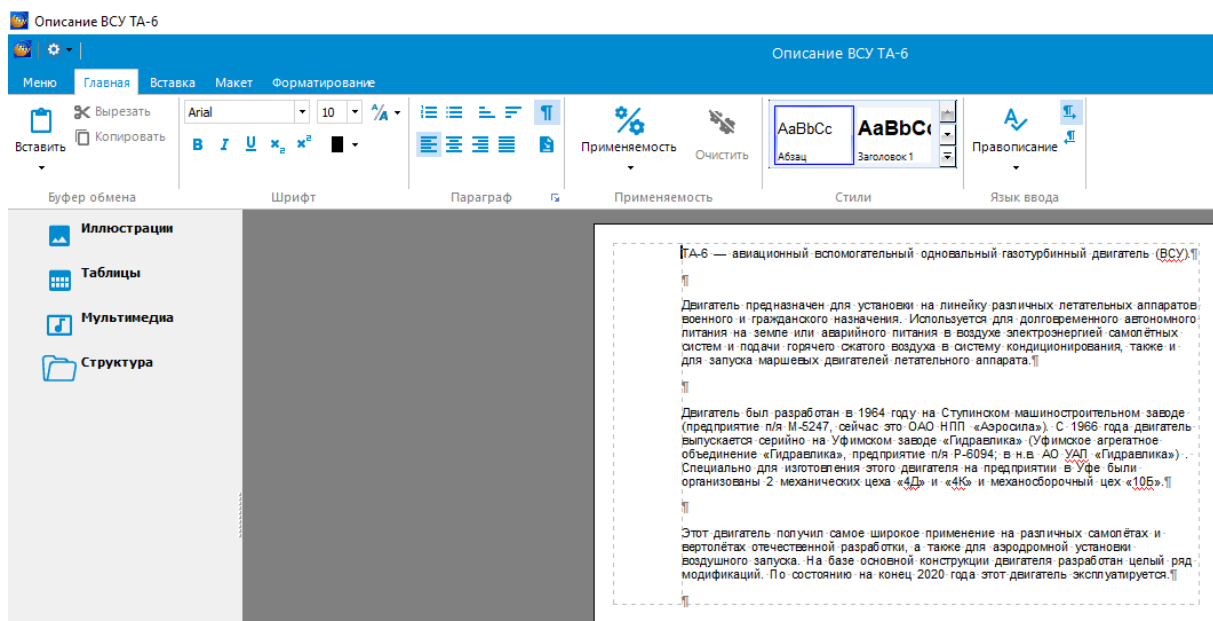 Описание ВСУ ТА-6
Описание ВСУ ТА-6
Меню Главная Вставка Макет Форматирование
Вставить
Вырезать
Копировать
Буфер обмена
Arial 10 A/A
B I U x₂ x²
Шрифт
¶
Параграф
Применяемость
Очистить
Применяемость
AaBbCc
Абзац
AaBbCc
Заголовок 1
Стили
Правописание
Язык ввода
Иллюстрации
Таблицы
Мультимедиа
Структура
ТА-6 — авиационный вспомогательный одновальный газотурбинный двигатель (ВСУ).¶
¶
Двигатель предназначен для установки на линейку различных летательных аппаратов
военного и гражданского назначения. Используется для долговременного автономного
питания на земле или аварийного питания в воздухе электроэнергией самолётных
систем и подачи горячего сжатого воздуха в систему кондиционирования, также и
для запуска маршевых двигателей летательного аппарата.¶
¶
Двигатель был разработан в 1964 году на Ступинском машиностроительном заводе
(предприятие п/я М-5247, сейчас это ОАО НПП «Аэросила»). С 1966 года двигатель
выпускается серийно на Уфимском заводе «Гидравлика» (Уфимское агрегатное
объединение «Гидравлика», предприятие п/я Р-6094; в н.в. АО УАП «Гидравлика») .
Специально для изготовления этого двигателя на предприятии в Уфе были
организованы 2 механических цеха «4Д» и «4К» и механосборочный цех «10Б».¶
¶
Этот двигатель получил самое широкое применение на различных самолётах и
вертолётах отечественной разработки, а также для аэродромной установки
воздушного запуска. На базе основной конструкции двигателя разработан целый ряд
модификаций. По состоянию на конец 2020 года этот двигатель эксплуатируется.¶
¶